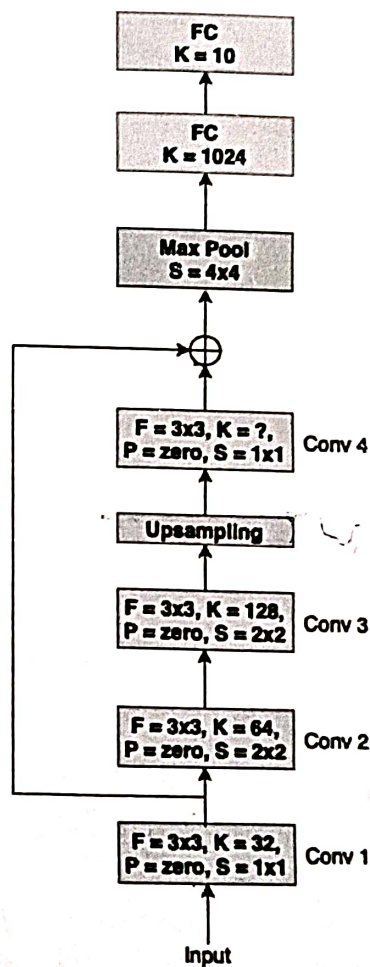 FC
K = 10
FC
K = 1024
Max Pool
S = 4x4
F = 3x3, K = ?,
P = zero, S = 1x1
Conv 4
Upsampling
F = 3x3, K = 128,
P = zero, S = 2x2
Conv 3
F = 3x3, K = 64,
P = zero, S = 2x2
Conv 2
F = 3x3, K = 32,
P = zero, S = 1x1
Conv 1
Input